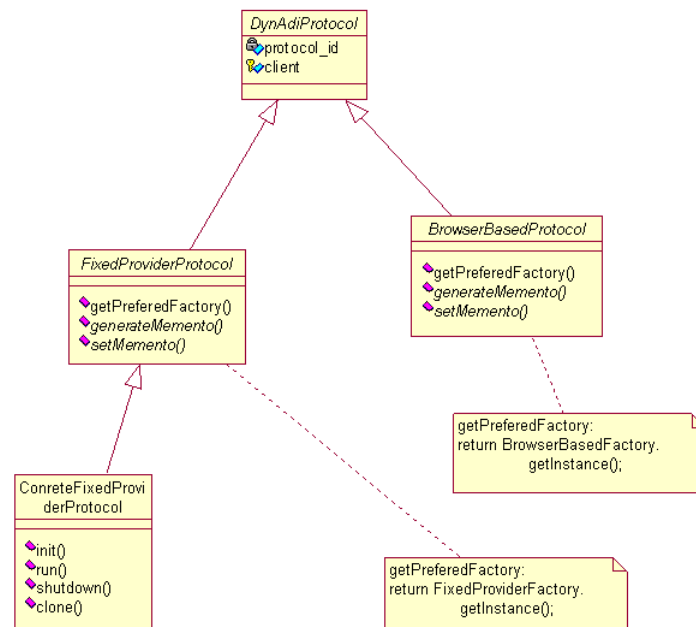 DynAdiProtocol
protocol_id
client
FixedProviderProtocol
getPreferedFactory()
generateMemento()
setMemento()
BrowserBasedProtocol
getPreferedFactory()
generateMemento()
setMemento()
getPreferedFactory:
return BrowserBasedFactory.
getInstance();
ConreteFixedProvi
derProtocol
init()
run()
shutdown()
clone()
getPreferedFactory:
return FixedProviderFactory.
getInstance();